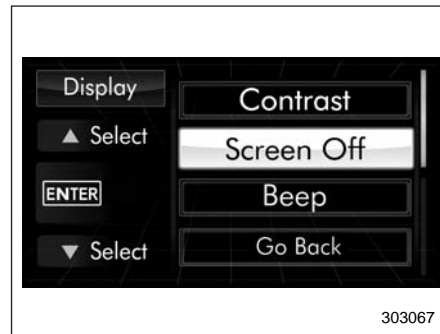 Display
▲ Select
ENTER
▼ Select
Contrast
Screen Off
Beep
Go Back
303067